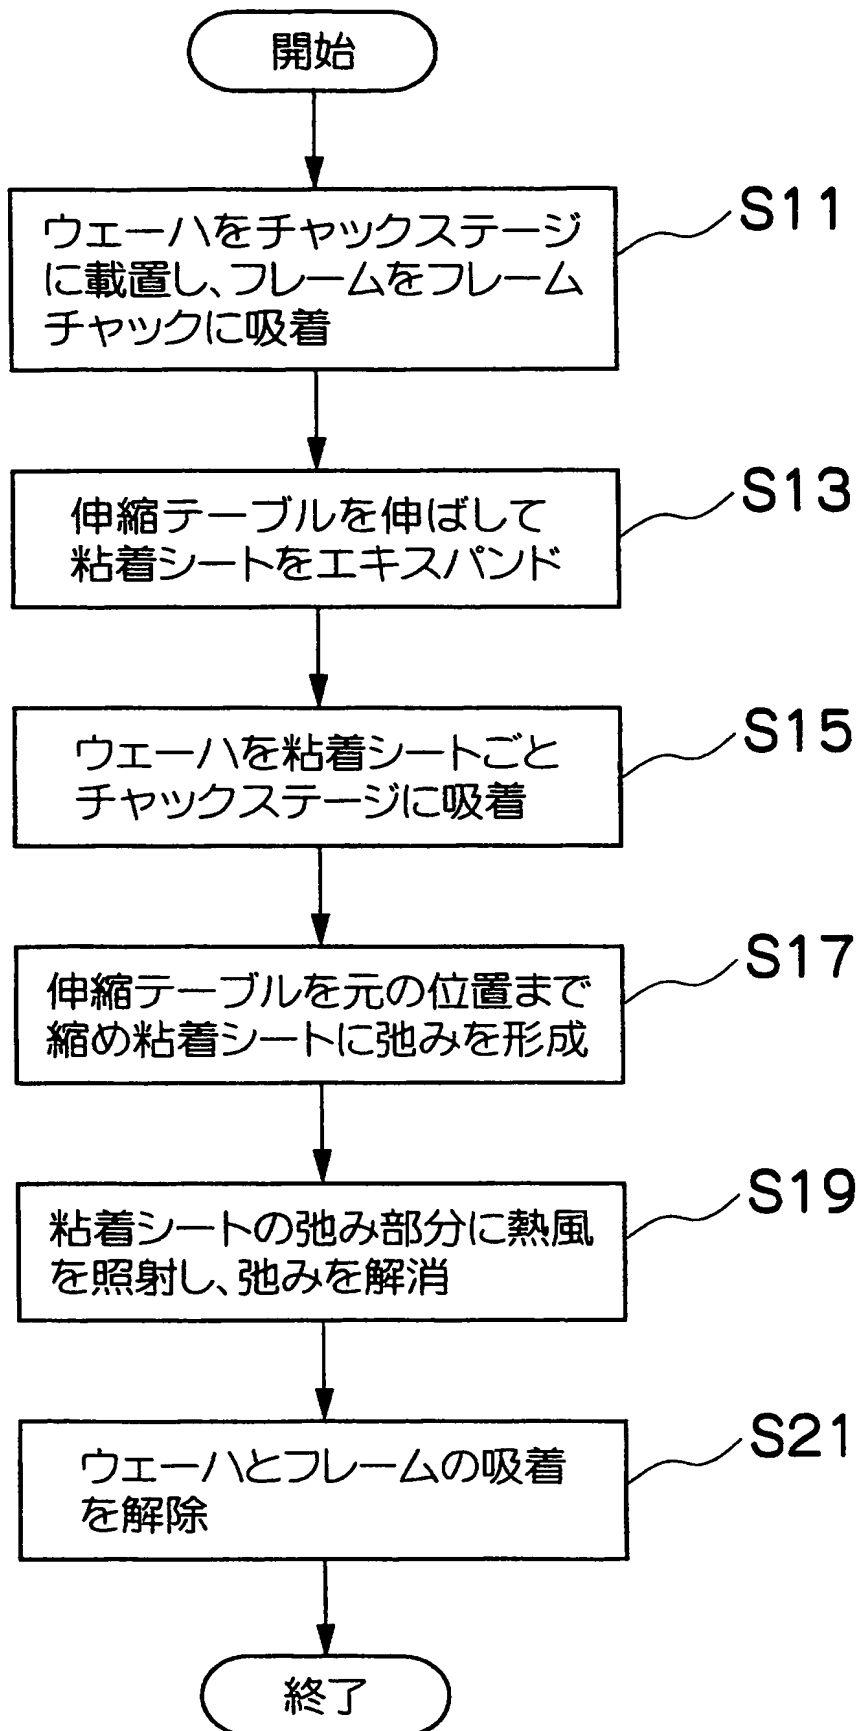 開始
S11
ウェーハをチャックステージ
に載置し、フレームをフレーム
チャックに吸着
S13
伸縮テーブルを伸ばして
粘着シートをエキスパンド
S15
ウェーハを粘着シートごと
チャックステージに吸着
S17
伸縮テーブルを元の位置まで
縮め粘着シートに弛みを形成
S19
粘着シートの弛み部分に熱風
を照射し、弛みを解消
S21
ウェーハとフレームの吸着
を解除
終了